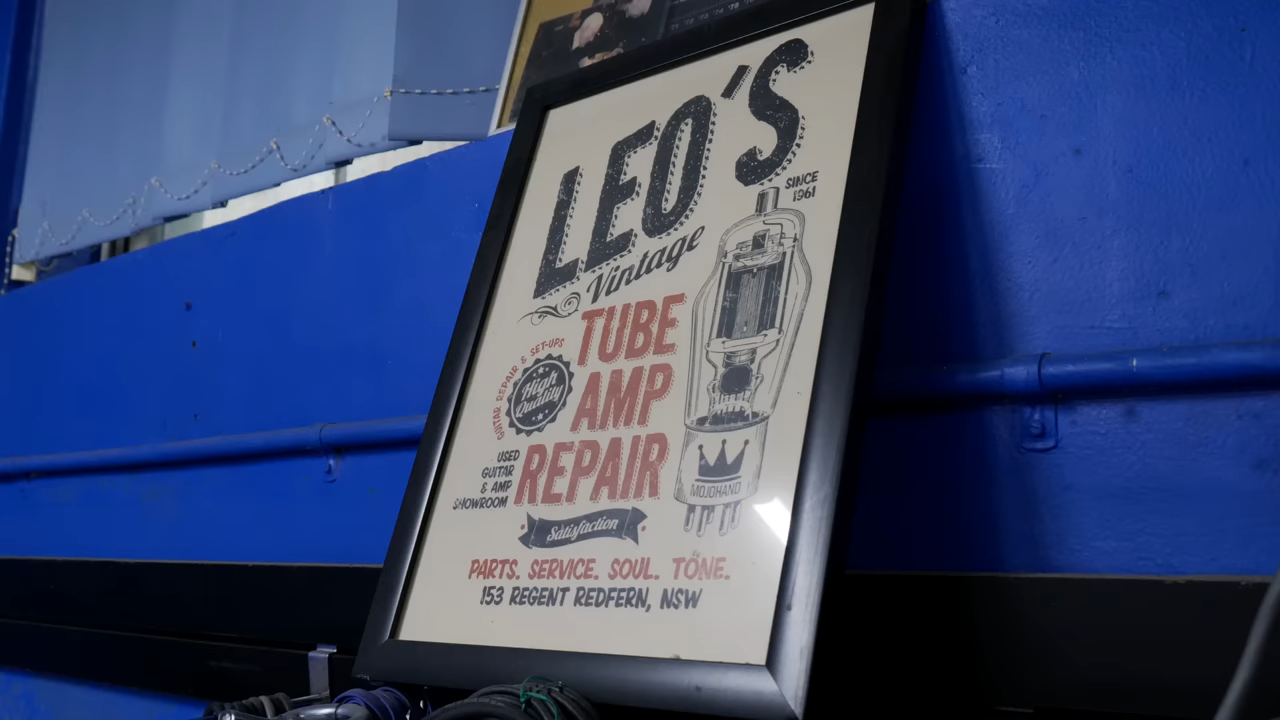 LEO'S
SINCE
1961
Vintage
TUBE
AMP
REPAIR
GUITAR REPAIR & SET-UPS
High
Quality
USED
GUITAR
& AMP
SHOWROOM
MOJOHAND
Satisfaction
PARTS. SERVICE. SOUL. TONE.
153 REGENT REDFERN, NSW